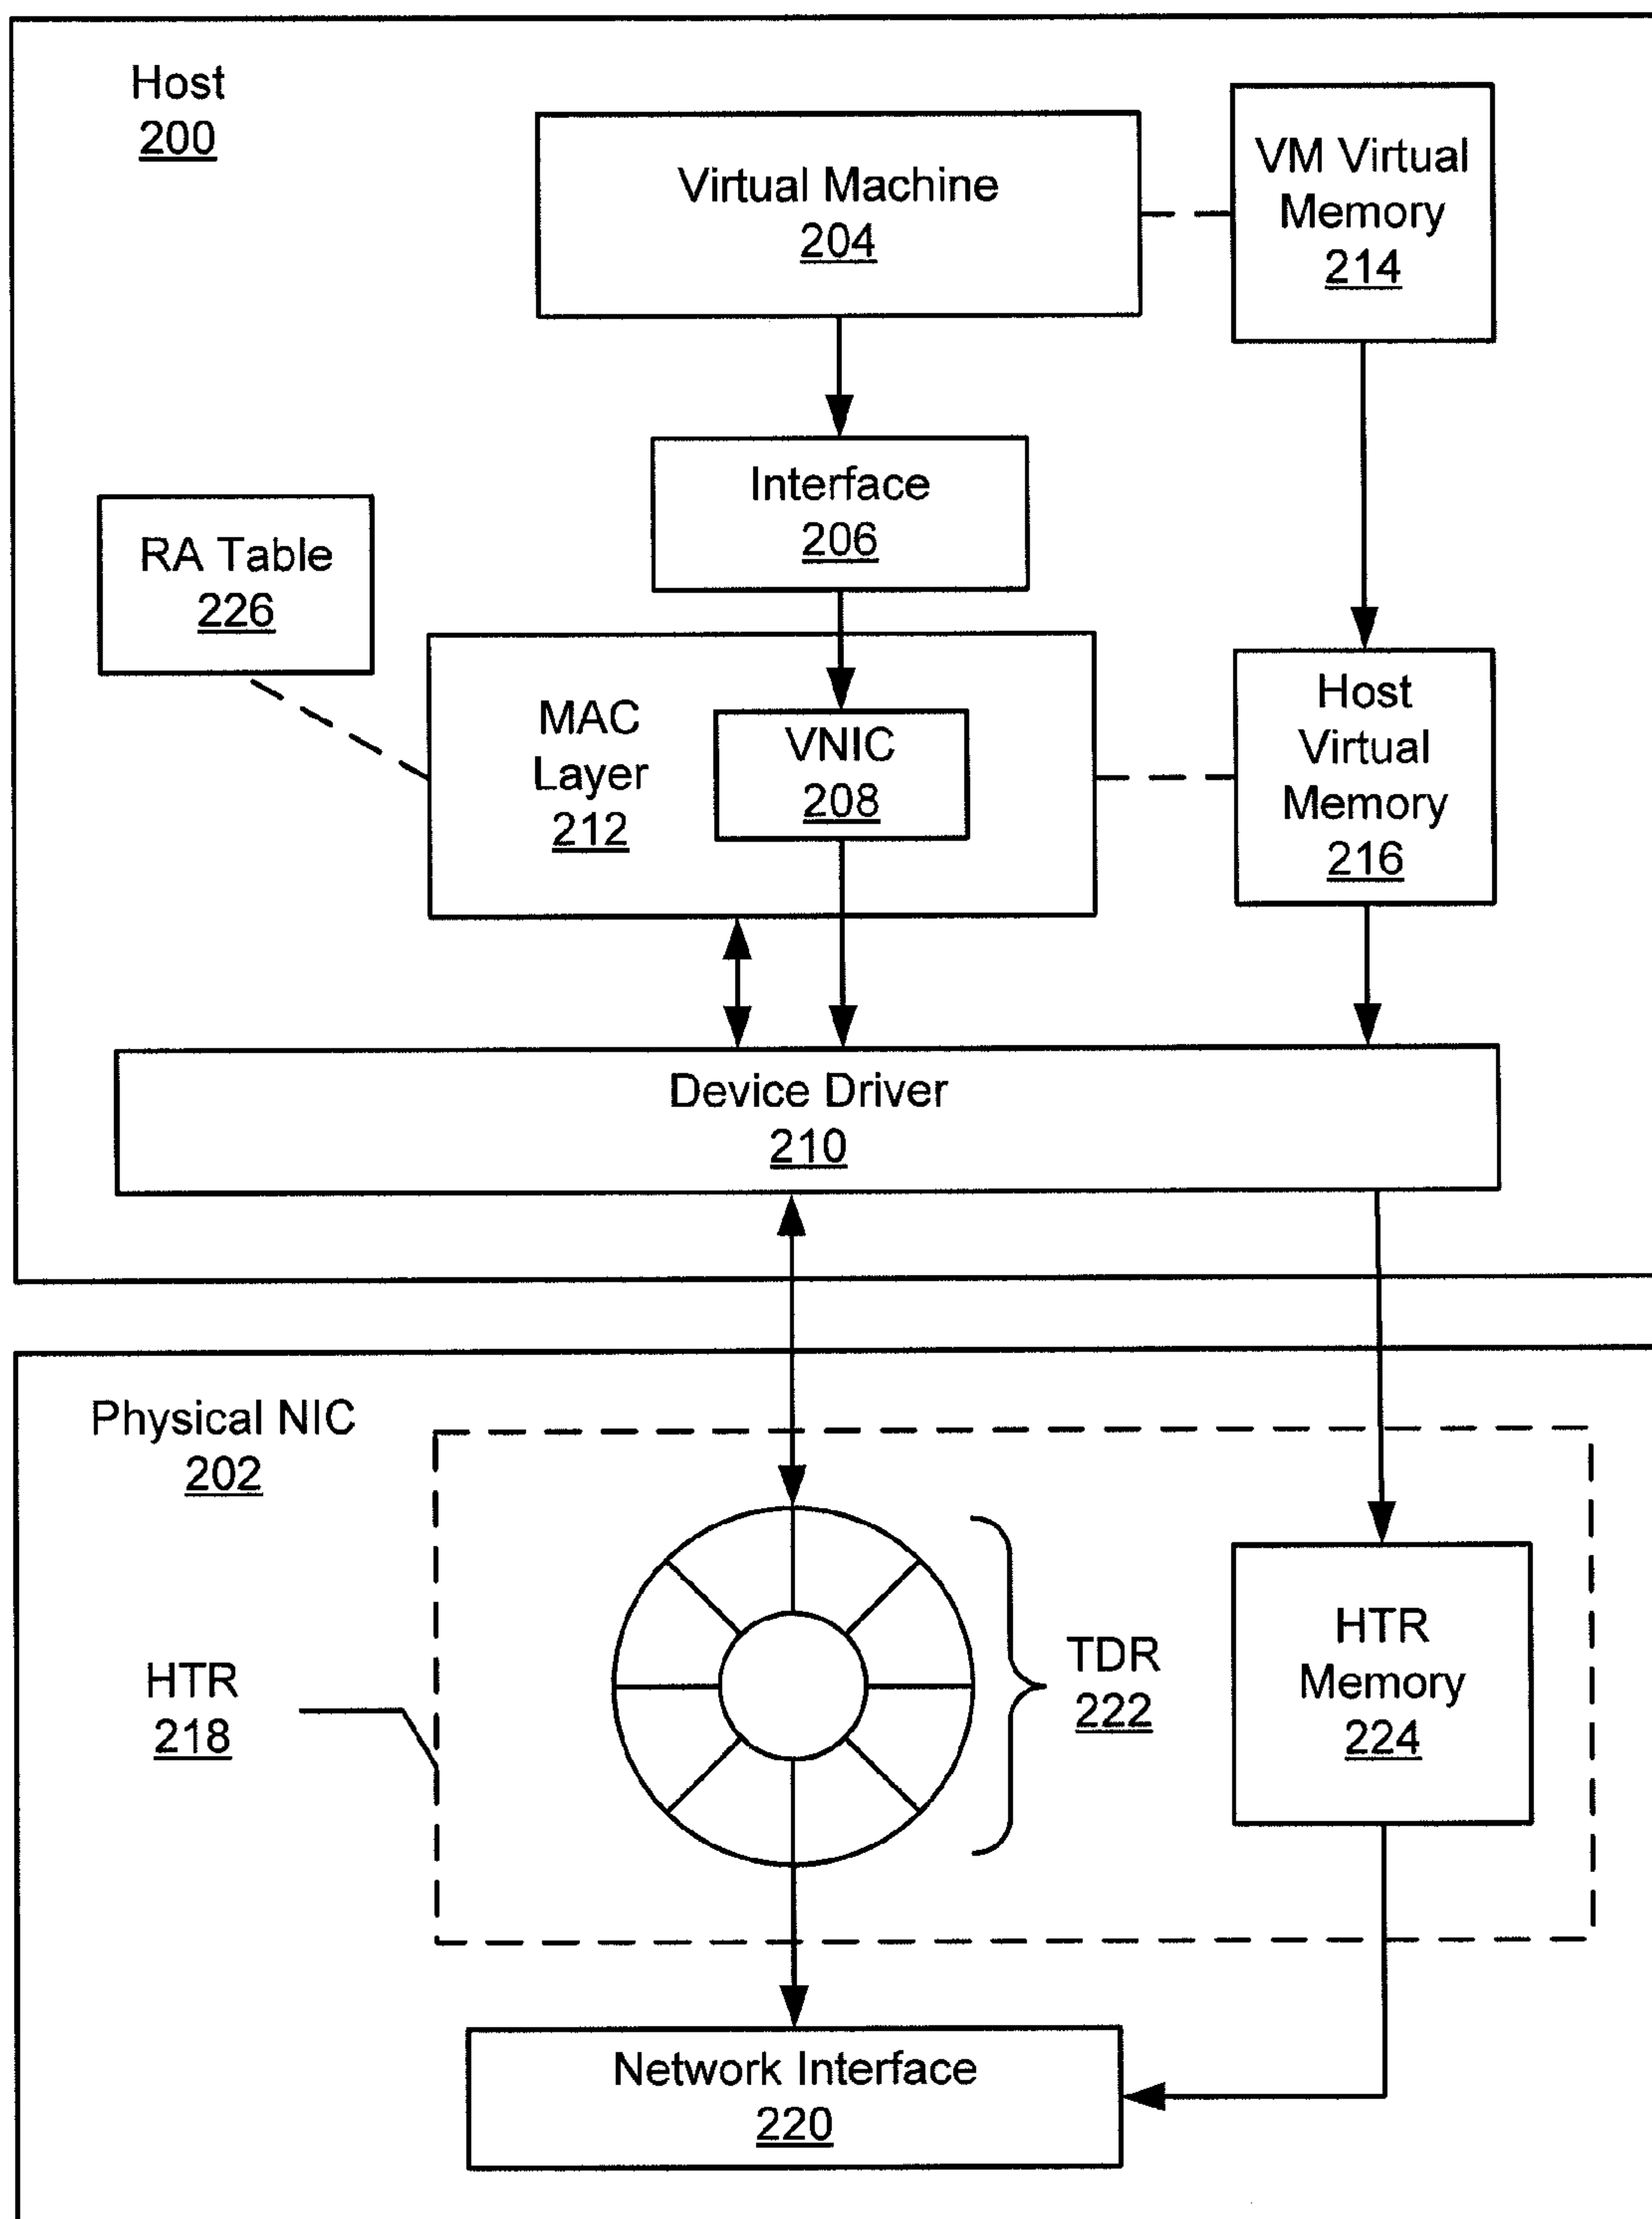 Host
200
Virtual Machine
204
VM Virtual
Memory
214
Interface
206
RA Table
226
MAC
Layer
212
VNIC
208
Host
Virtual
Memory
216
Device Driver
210
Physical NIC
202
HTR
218
TDR
222
HTR
Memory
224
Network Interface
220